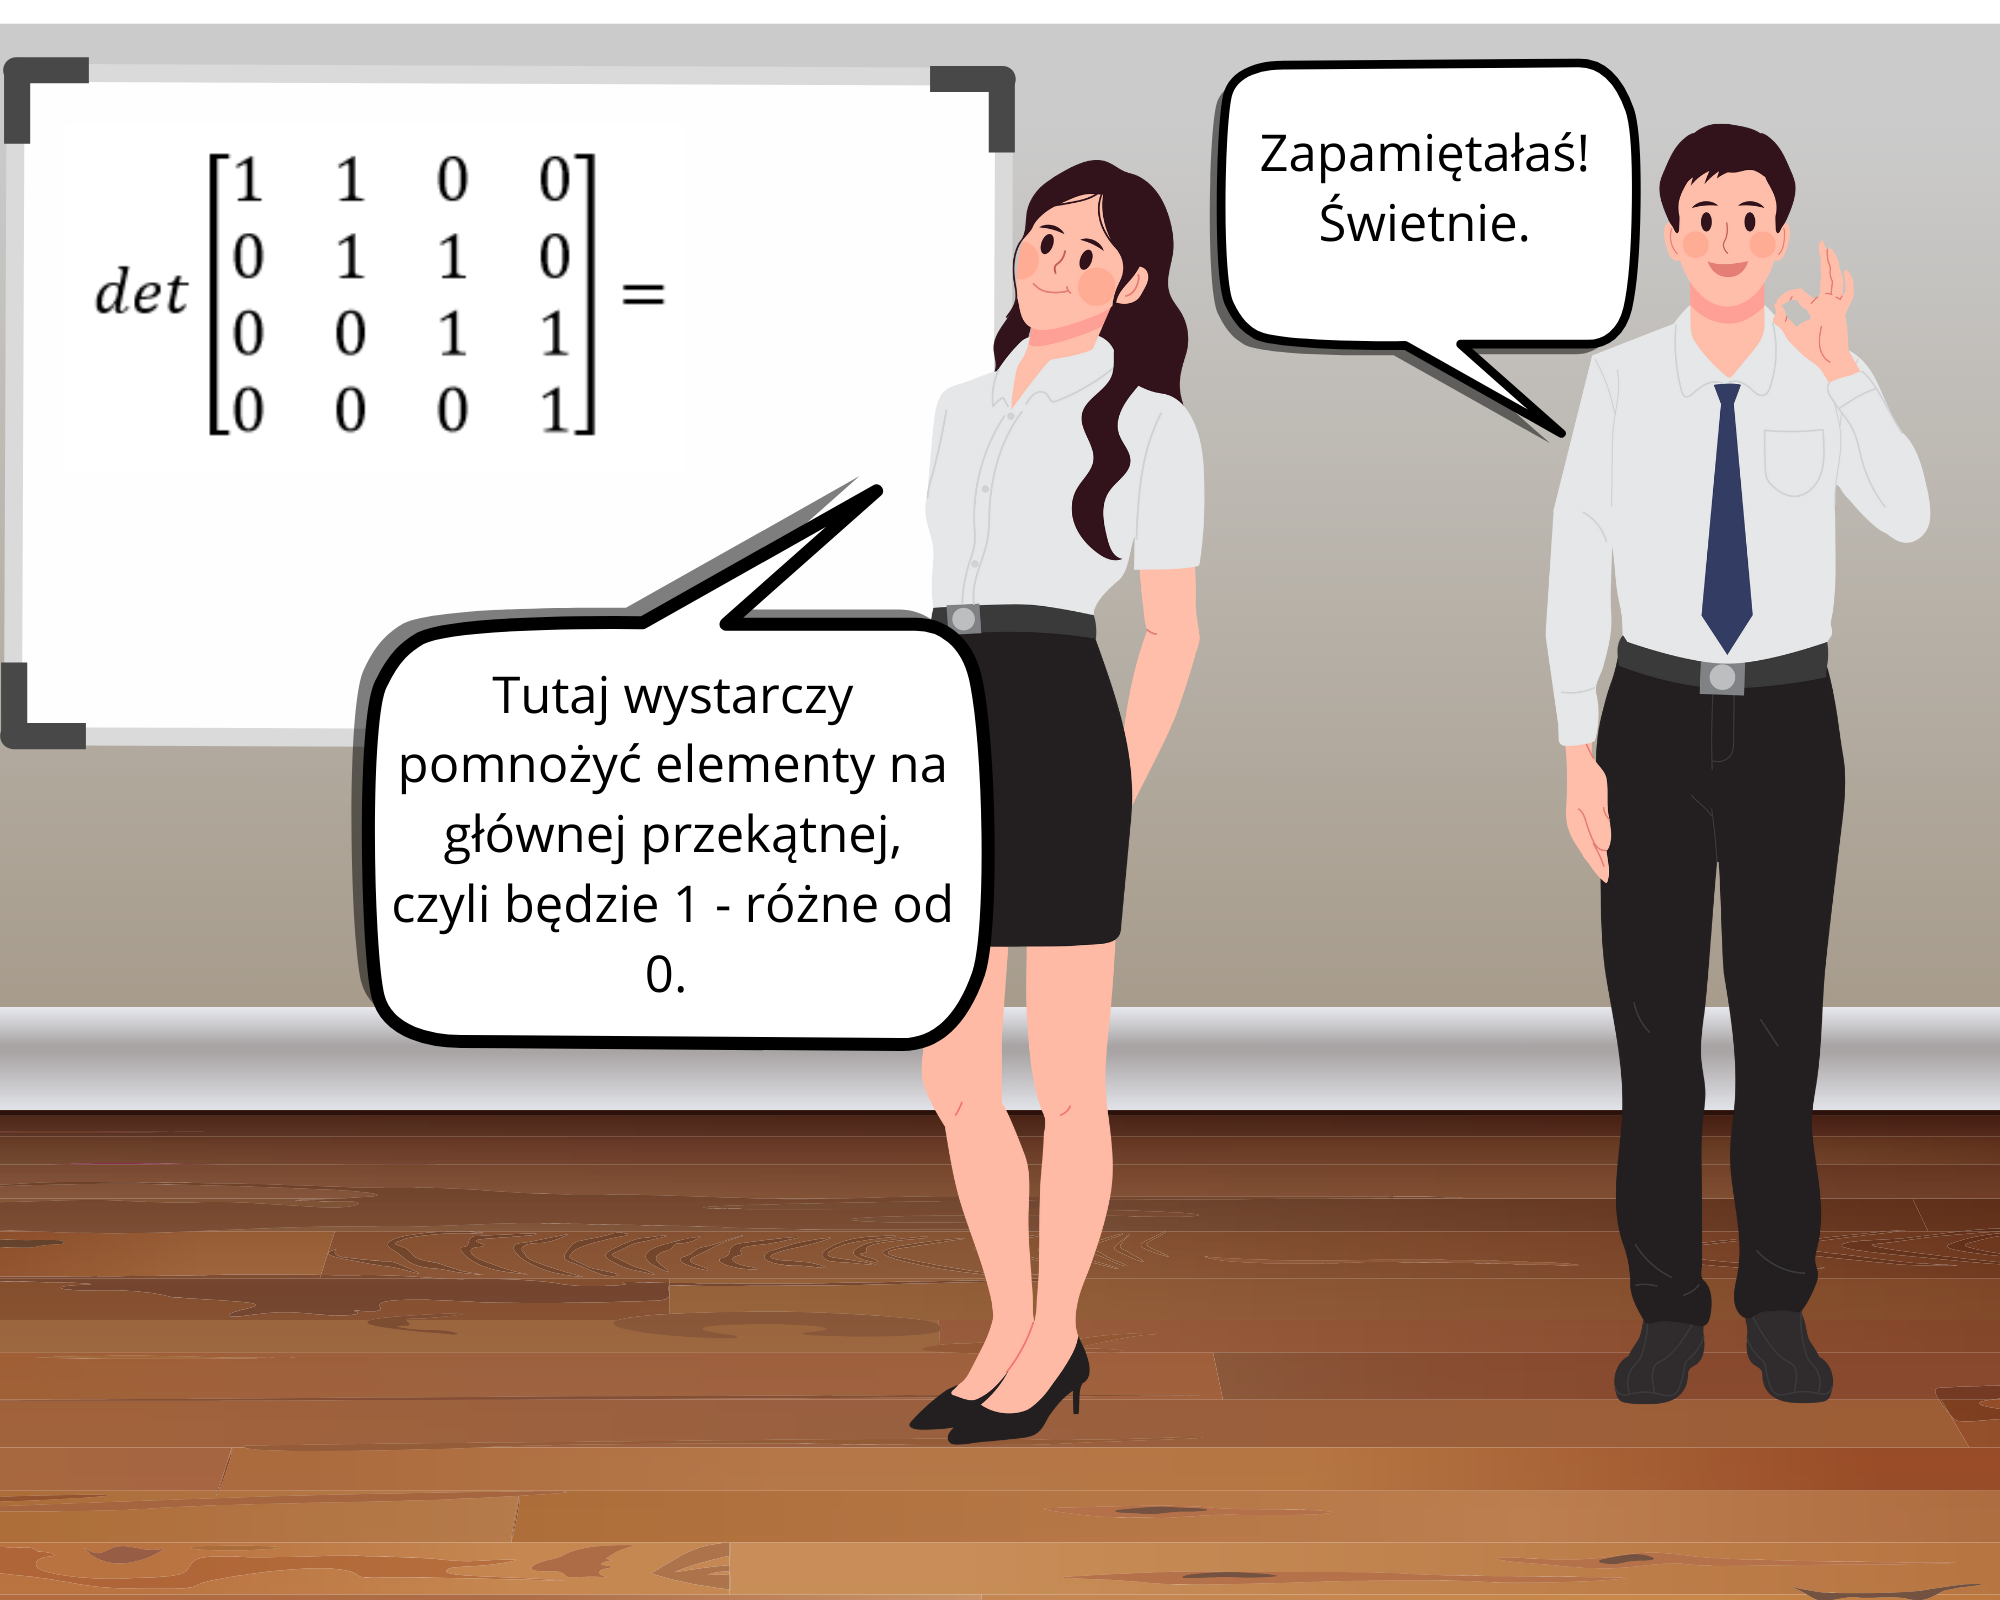 det [1 1 0 0
0 1 1 0
0 0 1 1
0 0 0 1] =
Zapamiętałaś!
Świetnie.
Tutaj wystarczy
pomnożyć elementy na
głównej przekątnej,
czyli będzie 1 - różne od
0.